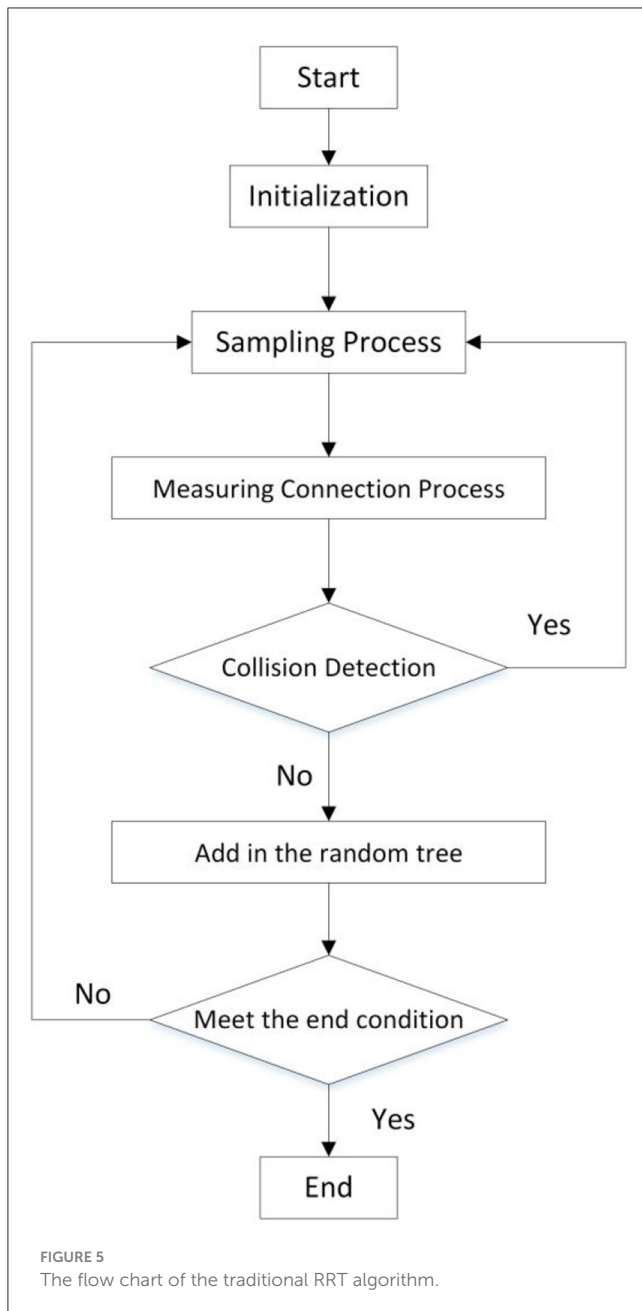 Start
Initialization
Sampling Process
Measuring Connection Process
Yes
Collision Detection
No
Add in the random tree
No
Meet the end condition
Yes
End
FIGURE 5
The flow chart of the traditional RRT algorithm.